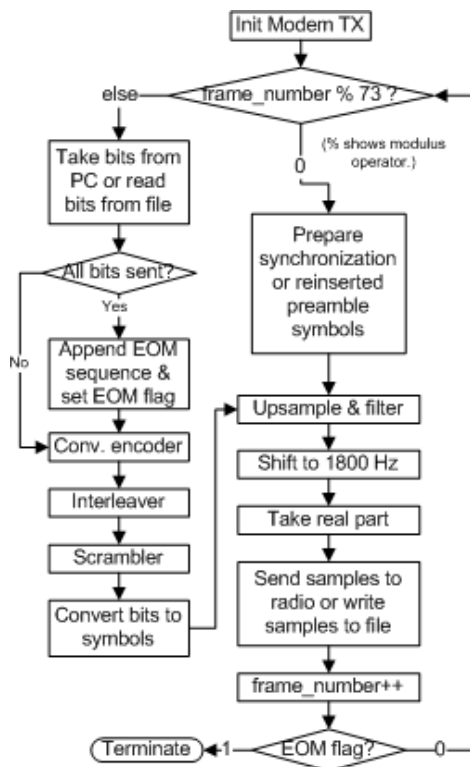 Init Modem TX
frame_number % 73 ?
else
(% shows modulus
operator.)
0
Take bits from
PC or read
bits from file
All bits sent?
Yes
No
Append EOM
sequence &
set EOM flag
Conv. encoder
Interleaver
Scrambler
Convert bits to
symbols
Prepare
synchronization
or reinserted
preamble
symbols
Upsample & filter
Shift to 1800 Hz
Take real part
Send samples to
radio or write
samples to file
frame_number++
EOM flag?
1
0
Terminate